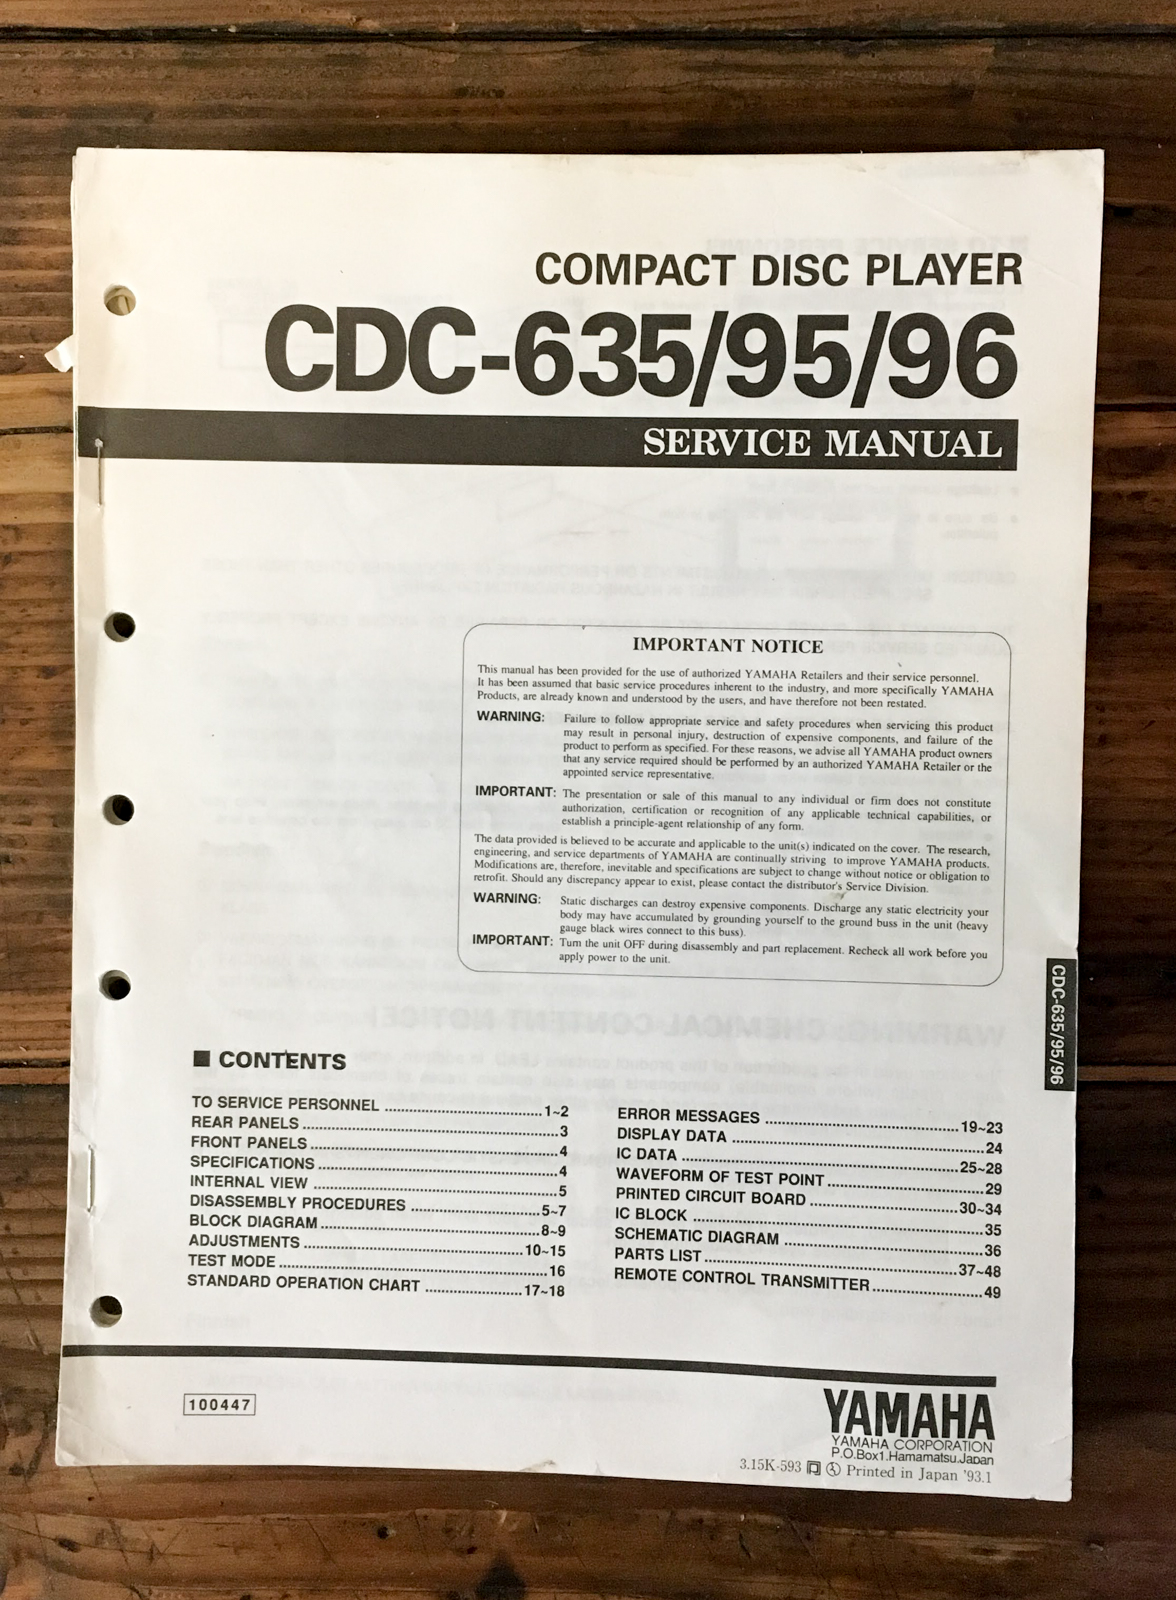 COMPACT DISC PLAYER
CDC-635/95/96
SERVICE MANUAL
IMPORTANT NOTICE
This manual has been provided for the use of authorized YAMAHA Retailers and their service personnel.
It has been assumed that basic service procedures inherent to the industry, and more specifically YAMAHA
Products, are already known and understood by the users, and have therefore not been restated.
WARNING: Failure to follow appropriate service and safety procedures when servicing this product
may result in personal injury, destruction of expensive components, and failure of the
product to perform as specified. For these reasons, we advise all YAMAHA product owners
that any service required should be performed by an authorized YAMAHA Retailer or the
appointed service representative.
IMPORTANT: The presentation or sale of this manual to any individual or firm does not constitute
authorization, certification or recognition of any applicable technical capabilities, or
establish a principle-agent relationship of any form.
The data provided is believed to be accurate and applicable to the unit(s) indicated on the cover. The research,
engineering, and service departments of YAMAHA are continually striving to improve YAMAHA products.
Modifications are, therefore, inevitable and specifications are subject to change without notice or obligation to
retrofit. Should any discrepancy appear to exist, please contact the distributor's Service Division.
WARNING: Static discharges can destroy expensive components. Discharge any static electricity your
body may have accumulated by grounding yourself to the ground buss in the unit (heavy
gauge black wires connect to this buss).
IMPORTANT: Turn the unit OFF during disassembly and part replacement. Recheck all work before you
apply power to the unit.
CDC-635/95/96
■ CONTENTS
TO SERVICE PERSONNEL ........ 1~2
REAR PANELS ........ 3
FRONT PANELS ........ 4
SPECIFICATIONS ........ 4
INTERNAL VIEW ........ 5
DISASSEMBLY PROCEDURES ........ 5~7
BLOCK DIAGRAM ........ 8~9
ADJUSTMENTS ........ 10~15
TEST MODE ........ 16
STANDARD OPERATION CHART ........ 17~18
ERROR MESSAGES ........ 19~23
DISPLAY DATA ........ 24
IC DATA ........ 25~28
WAVEFORM OF TEST POINT ........ 29
PRINTED CIRCUIT BOARD ........ 30~34
IC BLOCK ........ 35
SCHEMATIC DIAGRAM ........ 36
PARTS LIST ........ 37~48
REMOTE CONTROL TRANSMITTER ........ 49
100447
YAMAHA
YAMAHA CORPORATION
P.O.Box1.Hamamatsu.Japan
3.15K-593 Printed in Japan '93.1